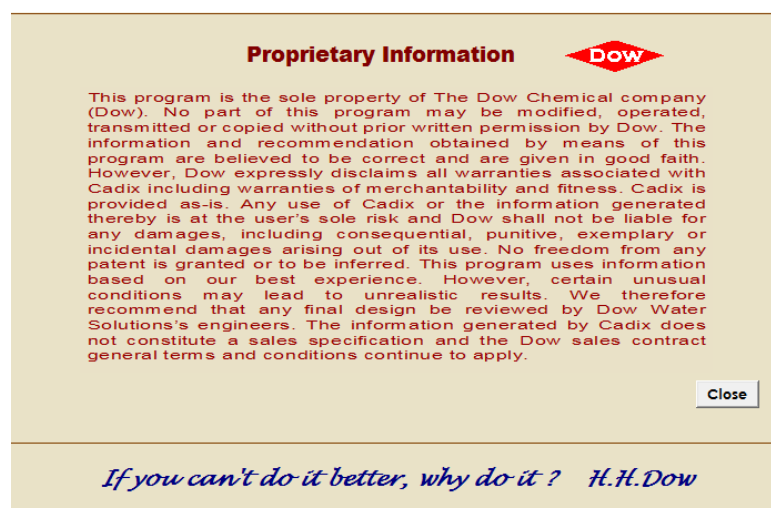 Proprietary Information
DOW
This program is the sole property of The Dow Chemical company
(Dow). No part of this program may be modified, operated,
transmitted or copied without prior written permission by Dow. The
information and recommendation obtained by means of this
program are believed to be correct and are given in good faith.
However, Dow expressly disclaims all warranties associated with
Cadix including warranties of merchantability and fitness. Cadix is
provided as-is. Any use of Cadix or the information generated
thereby is at the user's sole risk and Dow shall not be liable for
any damages, including consequential, punitive, exemplary or
incidental damages arising out of its use. No freedom from any
patent is granted or to be inferred. This program uses information
based on our best experience. However, certain unusual
conditions may lead to unrealistic results. We therefore
recommend that any final design be reviewed by Dow Water
Solutions's engineers. The information generated by Cadix does
not constitute a sales specification and the Dow sales contract
general terms and conditions continue to apply.
Close
If you can't do it better, why do it ? H.H.Dow